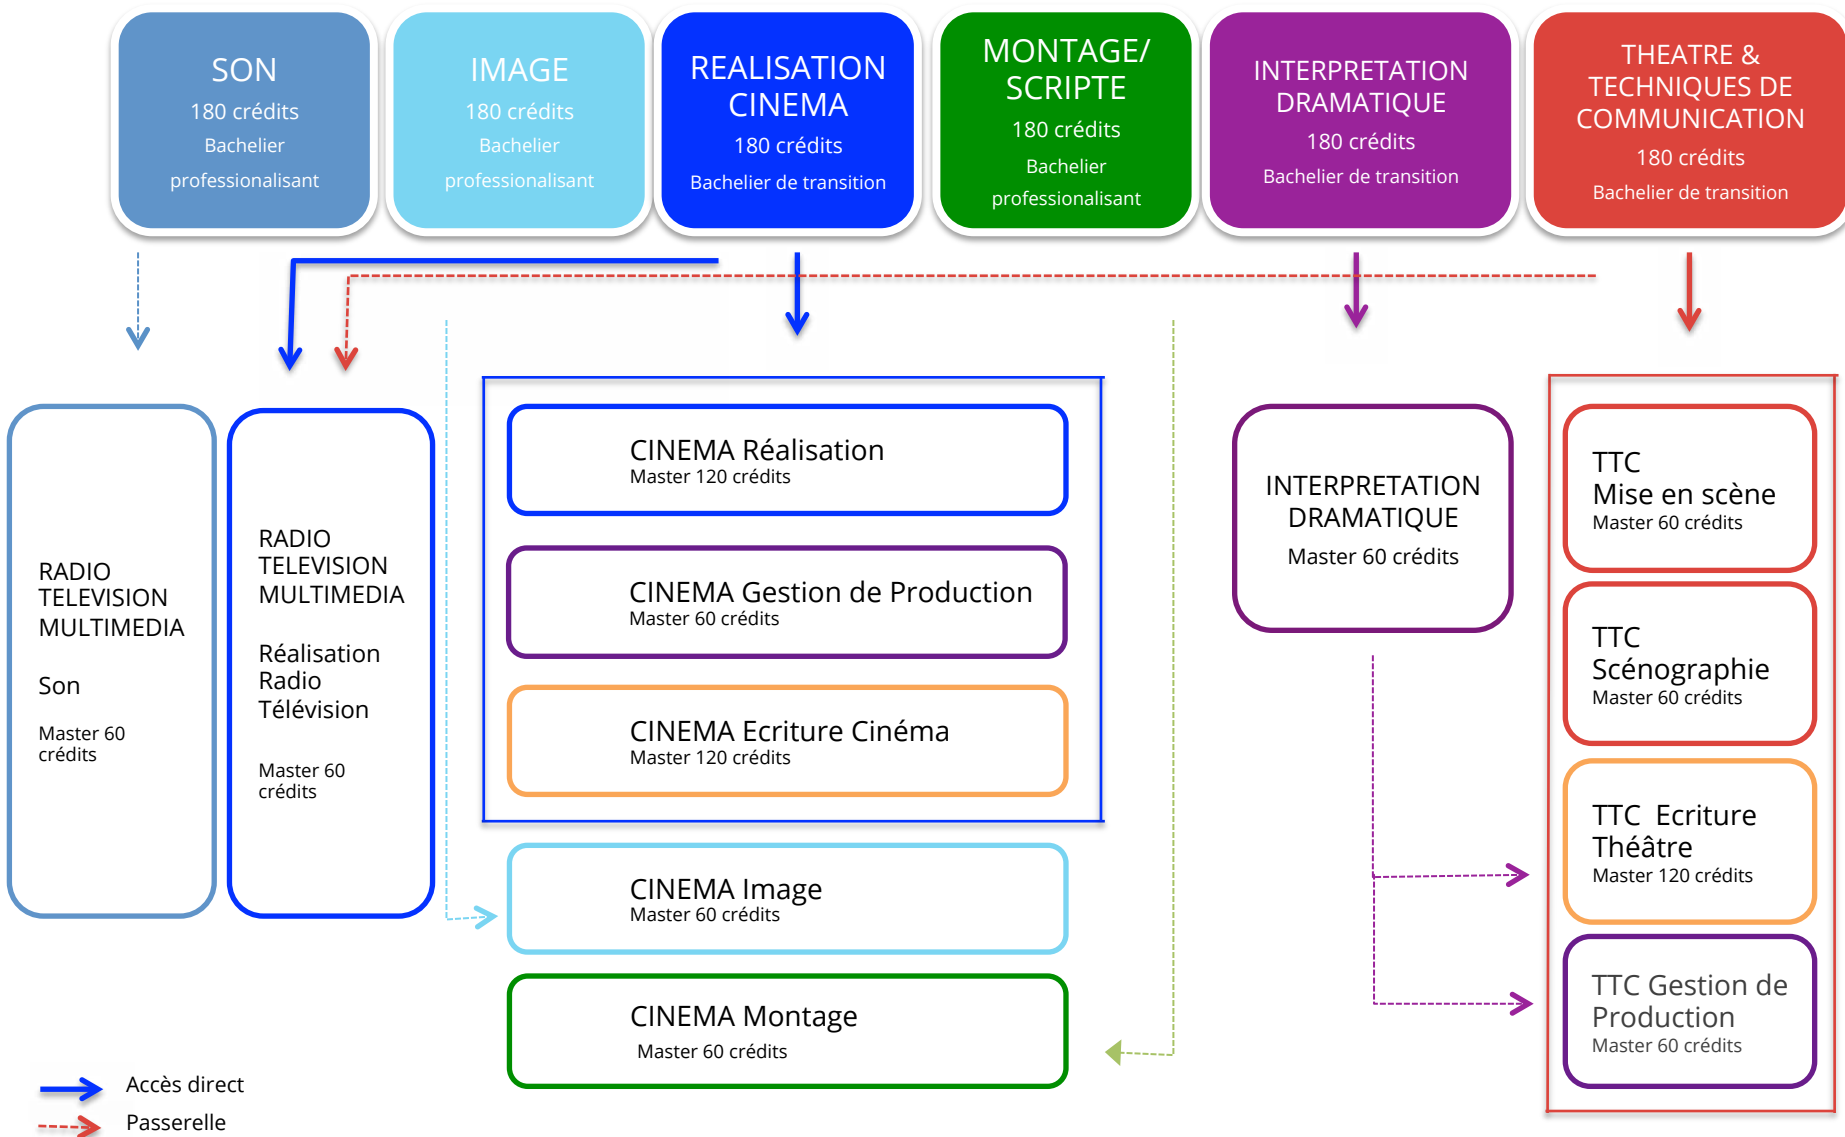 SON
180 crédits
Bachelier
professionalisant
IMAGE
180 crédits
Bachelier
professionalisant
REALISATION
CINEMA
180 crédits
Bachelier de transition
MONTAGE/
SCRIPTE
180 crédits
Bachelier
professionalisant
INTERPRETATION
DRAMATIQUE
180 crédits
Bachelier de transition
THEATRE &
TECHNIQUES DE
COMMUNICATION
180 crédits
Bachelier de transition
RADIO
TELEVISION
MULTIMEDIA
Son
Master 60
crédits
RADIO
TELEVISION
MULTIMEDIA
Réalisation
Radio
Télévision
Master 60
crédits
CINEMA Réalisation
Master 120 crédits
CINEMA Gestion de Production
Master 60 crédits
CINEMA Ecriture Cinéma
Master 120 crédits
CINEMA Image
Master 60 crédits
CINEMA Montage
Master 60 crédits
INTERPRETATION
DRAMATIQUE
Master 60 crédits
TTC
Mise en scène
Master 60 crédits
TTC
Scénographie
Master 60 crédits
TTC  Ecriture
Théâtre
Master 120 crédits
TTC Gestion de
Production
Master 60 crédits
Accès direct
Passerelle